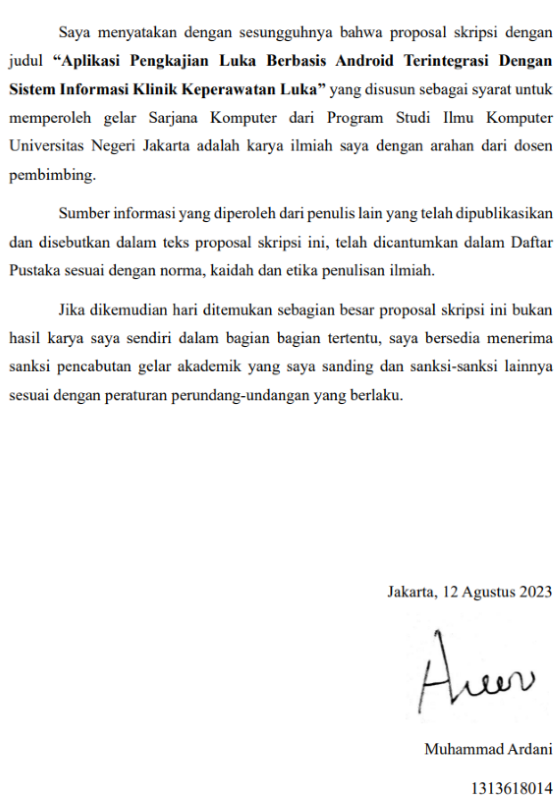 Saya menyatakan dengan sesungguhnya bahwa proposal skripsi dengan
judul “Aplikasi Pengkajian Luka Berbasis Android Terintegrasi Dengan
Sistem Informasi Klinik Keperawatan Luka” yang disusun sebagai syarat untuk
memperoleh gelar Sarjana Komputer dari Program Studi Ilmu Komputer
Universitas Negeri Jakarta adalah karya ilmiah saya dengan arahan dari dosen
pembimbing.
Sumber informasi yang diperoleh dari penulis lain yang telah dipublikasikan
dan disebutkan dalam teks proposal skripsi ini, telah dicantumkan dalam Daftar
Pustaka sesuai dengan norma, kaidah dan etika penulisan ilmiah.
Jika dikemudian hari ditemukan sebagian besar proposal skripsi ini bukan
hasil karya saya sendiri dalam bagian bagian tertentu, saya bersedia menerima
sanksi pencabutan gelar akademik yang saya sanding dan sanksi-sanksi lainnya
sesuai dengan peraturan perundang-undangan yang berlaku.
Jakarta, 12 Agustus 2023
Muhammad Ardani
1313618014